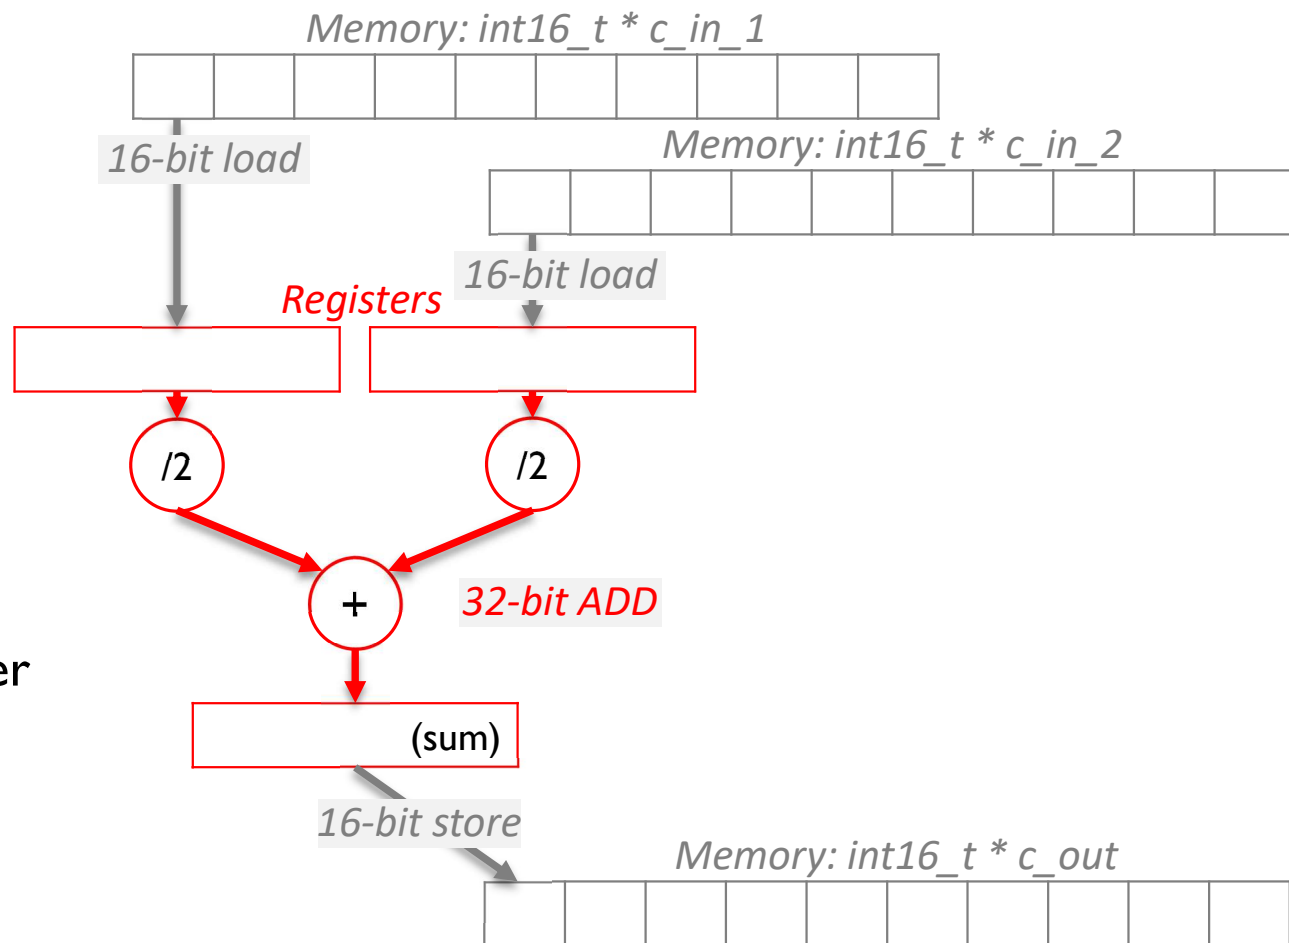 Memory: int16_t * c_in_1
16-bit load
Memory: int16_t * c_in_2
16-bit load
Registers
/2
/2
+
32-bit ADD
er
(sum)
16-bit store
Memory: int16_t * c_out